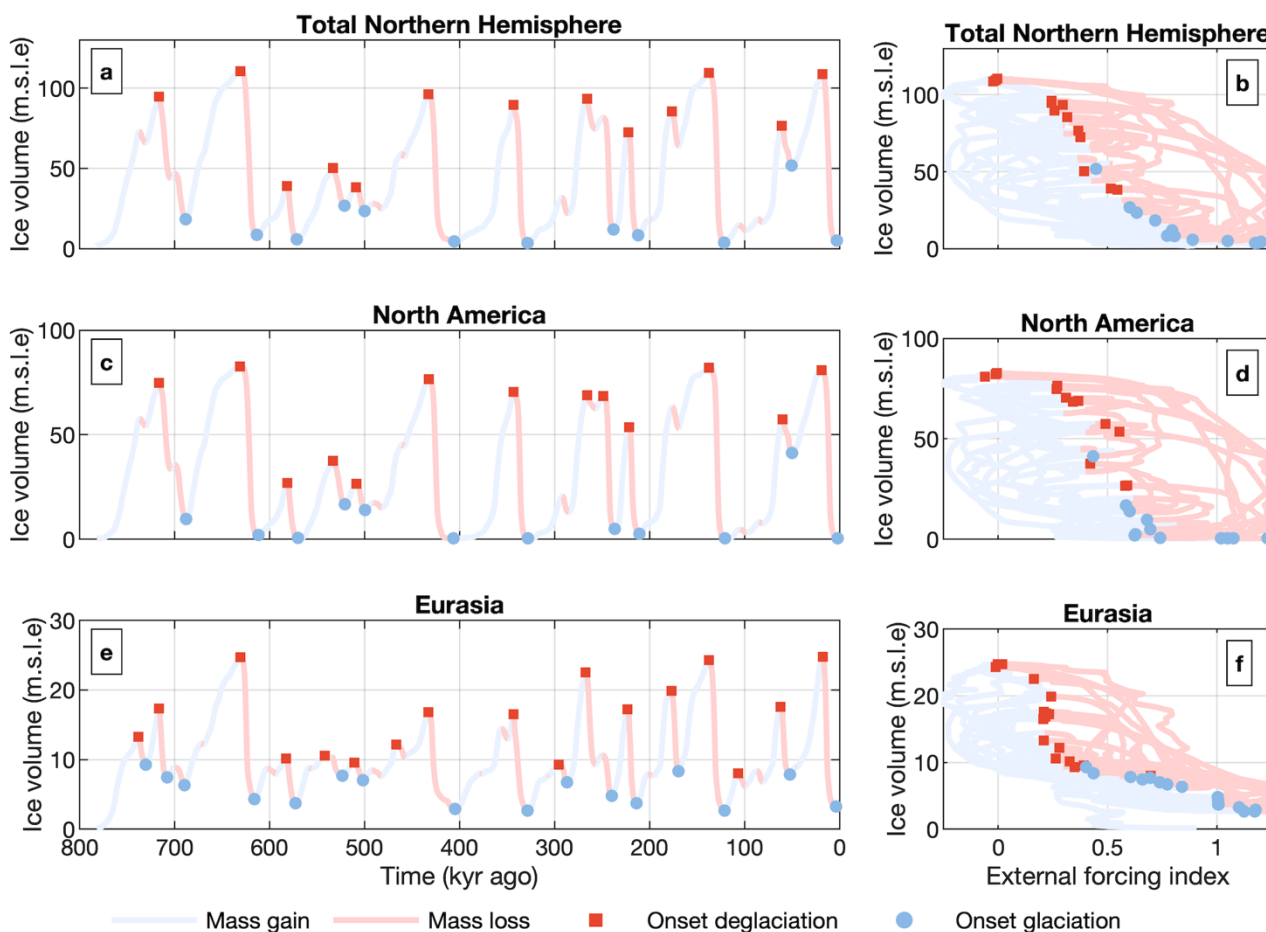 Total Northern Hemisphere
Ice volume (m.s.l.e)
100
50
0
a
Total Northern Hemisphere
Ice volume (m.s.l.e)
100
50
0
b
North America
Ice volume (m.s.l.e)
100
50
0
c
North America
Ice volume (m.s.l.e)
100
50
0
d
Eurasia
Ice volume (m.s.l.e)
30
20
10
0
e
800 700 600 500 400 300 200 100 0
Time (kyr ago)
Eurasia
Ice volume (m.s.l.e)
30
20
10
0
f
0 0.5 1
External forcing index
Mass gain Mass loss Onset deglaciation Onset glaciation